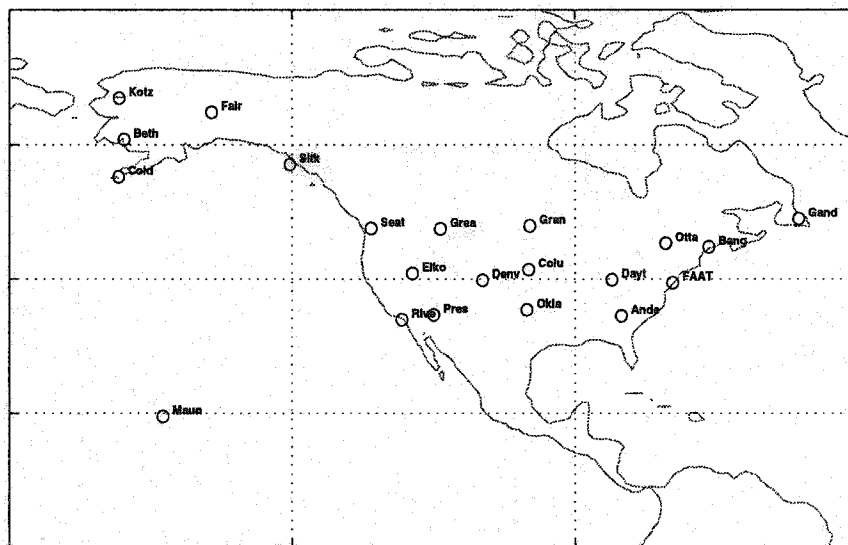 Kotz
Fair
Beth
Sitk
Cold
Gand
Seat
Grea
Gran
Otta
Bang
Elko
Denv
Colu
Dayt
FAAT
Rive
Pres
Okla
Ande
Maun